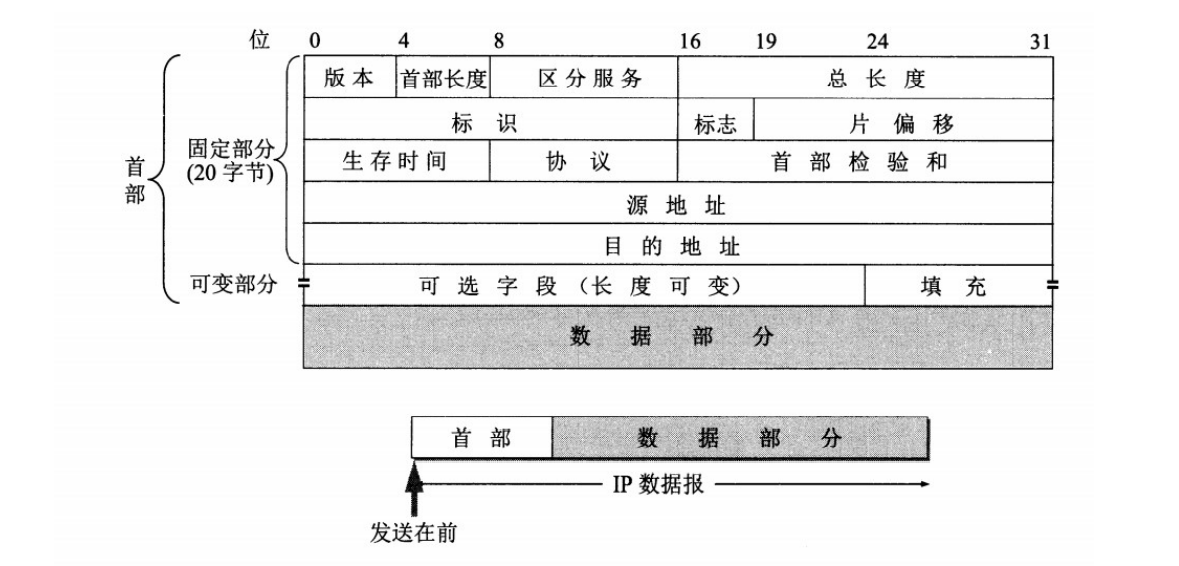 位 0 4 8 16 19 24 31
版本 首部长度 区分服务 总长度
标识 标志 片偏移
固定部分
(20 字节)
首部
生存时间 协议 首部检验和
源地址
目的地址
可变部分 可选字段（长度可变） 填充
数据部分
首部 数据部分
IP 数据报
发送在前